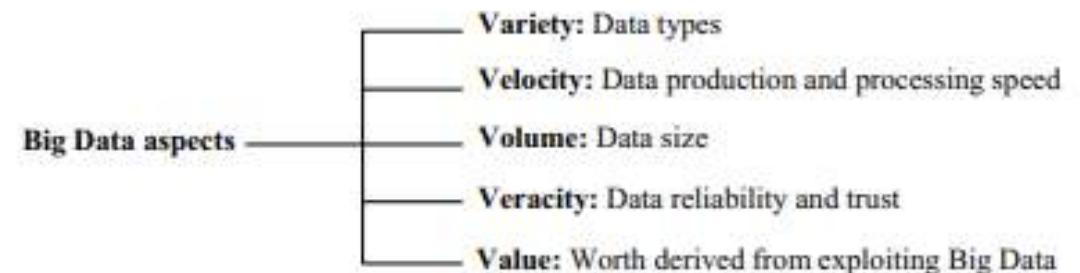 Variety: Data types
Velocity: Data production and processing speed
Big Data aspects
Volume: Data size
Veracity: Data reliability and trust
Value: Worth derived from exploiting Big Data